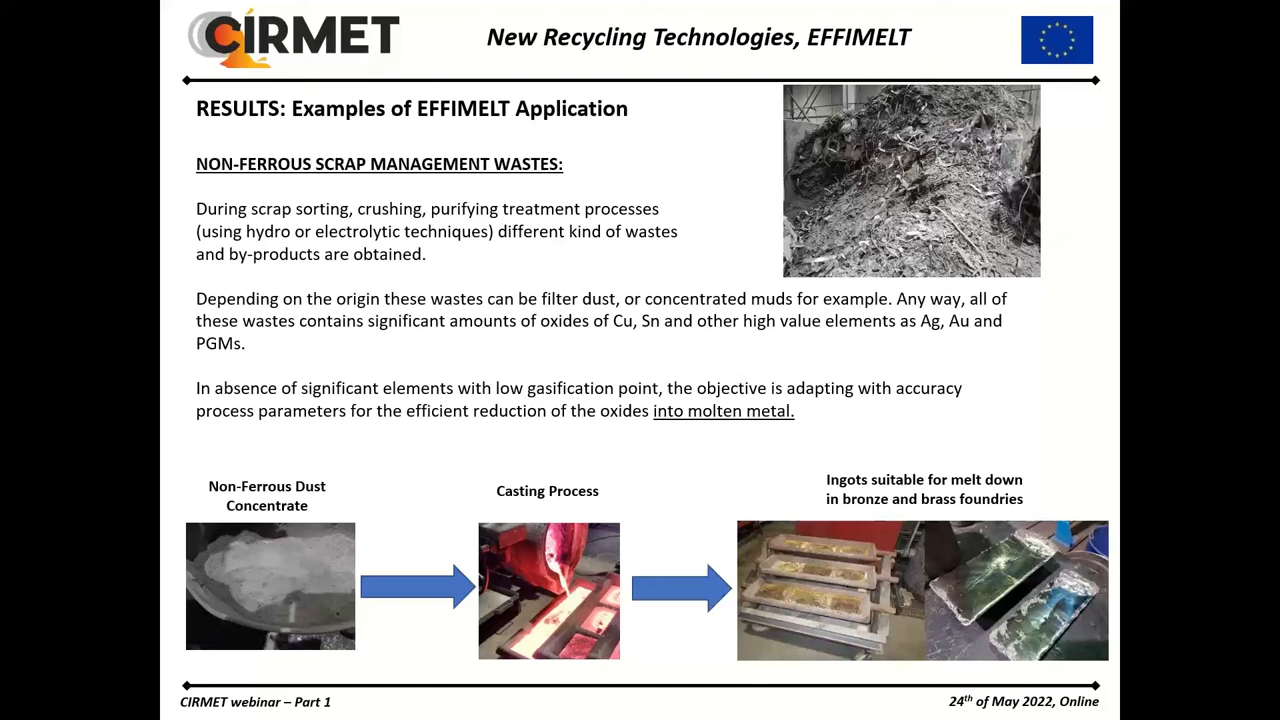 CIRMET
New Recycling Technologies, EFFIMELT
RESULTS: Examples of EFFIMELT Application
NON-FERROUS SCRAP MANAGEMENT WASTES:
During scrap sorting, crushing, purifying treatment processes
(using hydro or electrolytic techniques) different kind of wastes
and by-products are obtained.
Depending on the origin these wastes can be filter dust, or concentrated muds for example. Any way, all of
these wastes contains significant amounts of oxides of Cu, Sn and other high value elements as Ag, Au and
PGMs.
In absence of significant elements with low gasification point, the objective is adapting with accuracy
process parameters for the efficient reduction of the oxides into molten metal.
Non-Ferrous Dust
Concentrate
Casting Process
Ingots suitable for melt down
in bronze and brass foundries
CIRMET webinar – Part 1
24th of May 2022, Online